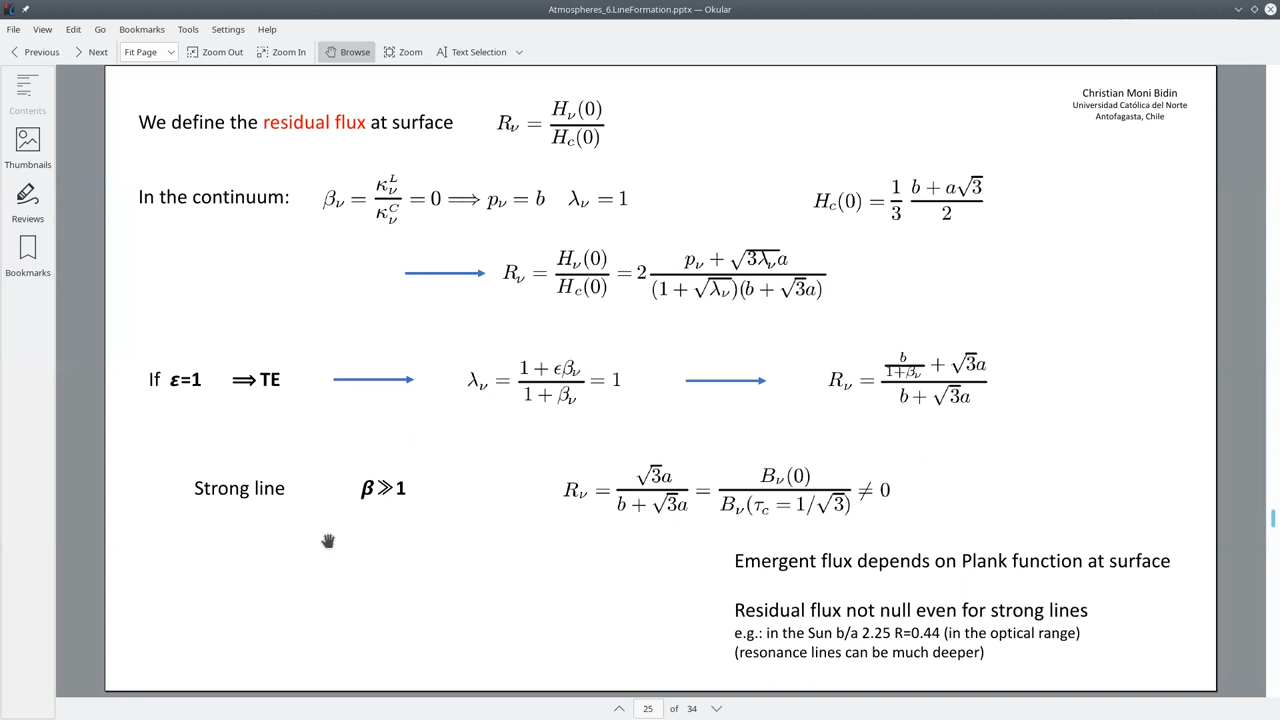 Atmospheres_6.LineFormation.pptx — Okular
File View Edit Go Bookmarks Tools Settings Help
Previous Next Fit Page Zoom Out Zoom In Browse Zoom Text Selection
Contents
Thumbnails
Reviews
Bookmarks
Christian Moni Bidin
Universidad Católica del Norte
Antofagasta, Chile
We define the residual flux at surface R_ν = H_ν(0) / H_c(0)
In the continuum: β_ν = κ_ν^L / κ_ν^C = 0 ⟹ p_ν = b λ_ν = 1 H_c(0) = 1/3 (b + a√3)/2
R_ν = H_ν(0) / H_c(0) = 2 (p_ν + √(3λ_ν)a) / ((1 + √λ_ν)(b + √3a))
If ε=1 ⟹ TE λ_ν = (1 + ϵβ_ν) / (1 + β_ν) = 1 R_ν = (b/(1+β_ν) + √3a) / (b + √3a)
Strong line β≫1 R_ν = √3a / (b + √3a) = B_ν(0) / B_ν(τ_c = 1/√3) ≠ 0
Emergent flux depends on Plank function at surface
Residual flux not null even for strong lines
e.g.: in the Sun b/a 2.25 R=0.44 (in the optical range)
(resonance lines can be much deeper)
25 of 34